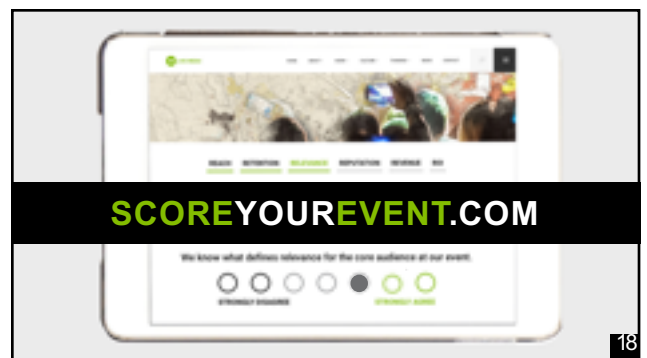 REACH RETENTION RELEVANCE REPUTATION REVENUE ROI
SCOREYOUREVENT.COM
We know what defines relevance for the core audience at our event.
STRONGLY DISAGREE STRONGLY AGREE
18